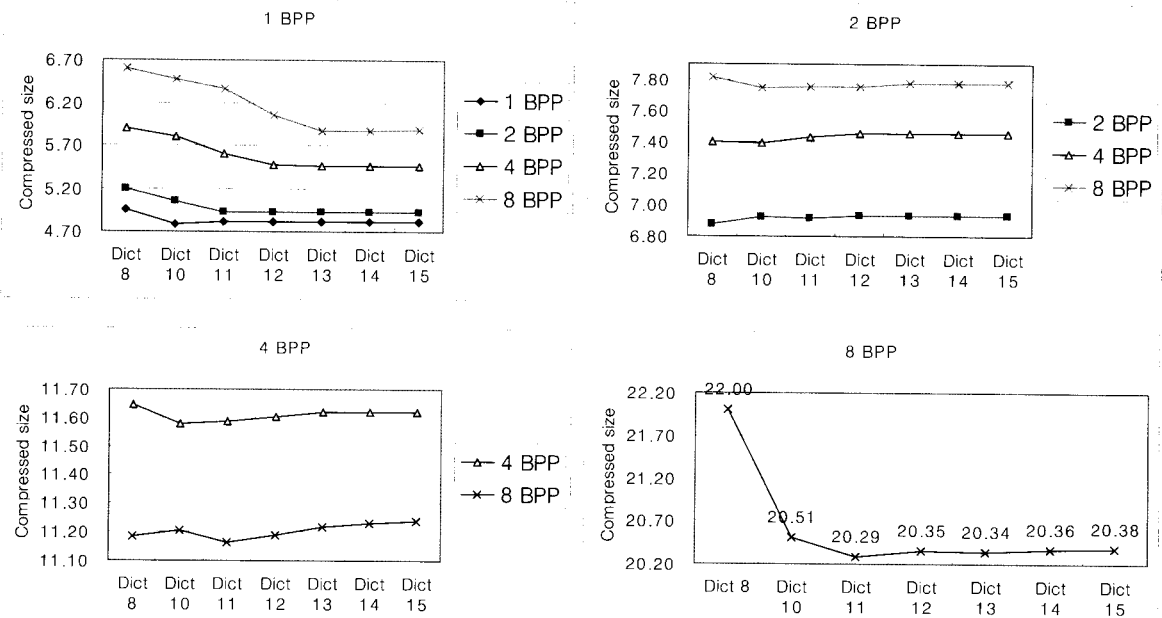 1 BPP
Compressed size
6.70
6.20
5.70
5.20
4.70
Dict 8
Dict 10
Dict 11
Dict 12
Dict 13
Dict 14
Dict 15
1 BPP
2 BPP
4 BPP
8 BPP
2 BPP
Compressed size
7.80
7.60
7.40
7.20
7.00
6.80
Dict 8
Dict 10
Dict 11
Dict 12
Dict 13
Dict 14
Dict 15
2 BPP
4 BPP
8 BPP
4 BPP
Compressed size
11.70
11.60
11.50
11.40
11.30
11.20
11.10
Dict 8
Dict 10
Dict 11
Dict 12
Dict 13
Dict 14
Dict 15
4 BPP
8 BPP
8 BPP
Compressed size
22.20
21.70
21.20
20.70
20.20
22.00
20.51
20.29
20.35
20.34
20.36
20.38
Dict 8
Dict 10
Dict 11
Dict 12
Dict 13
Dict 14
Dict 15